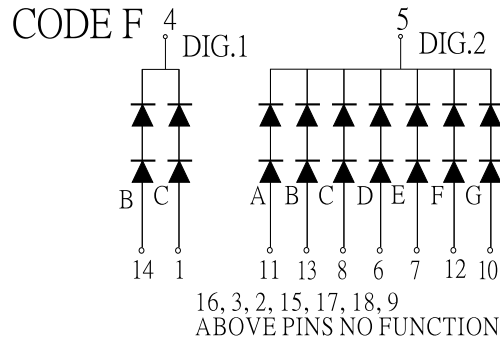 CODE F 4 DIG.1 5 DIG.2
B C A B C D E F G
14 1 11 13 8 6 7 12 10
16, 3, 2, 15, 17, 18, 9
ABOVE PINS NO FUNCTION